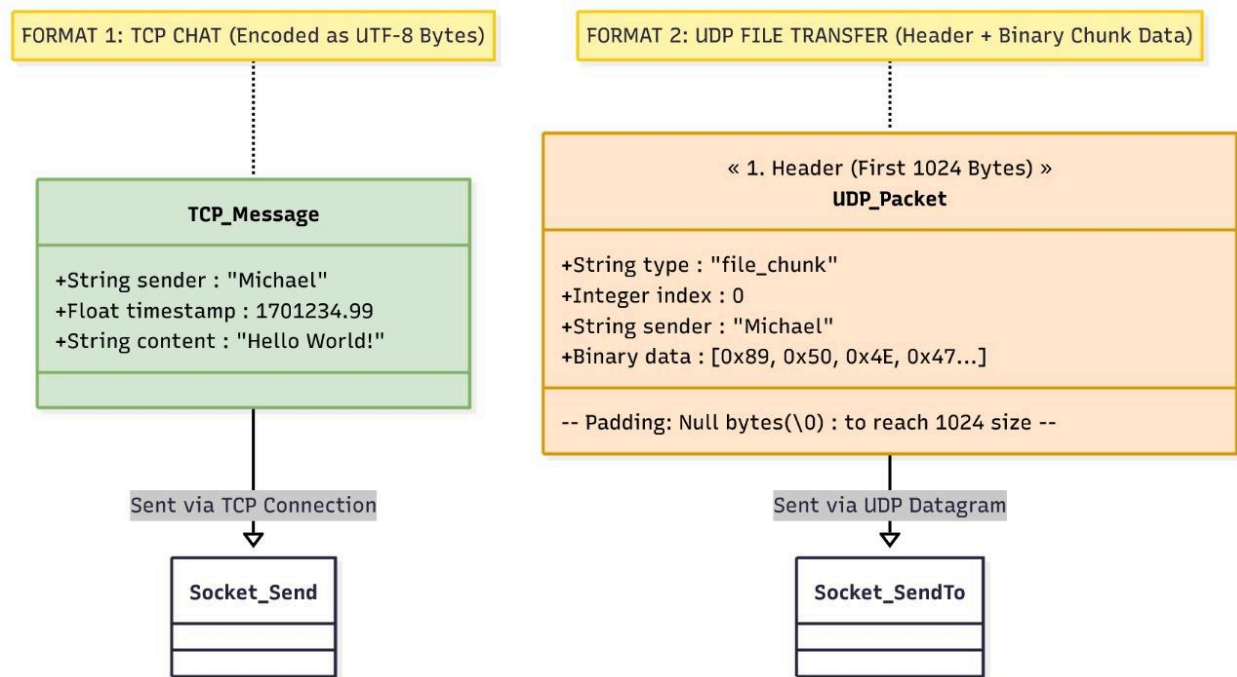 FORMAT 1: TCP CHAT (Encoded as UTF-8 Bytes)
TCP_Message
+String sender : "Michael"
+Float timestamp : 1701234.99
+String content : "Hello World!"
Sent via TCP Connection
Socket_Send
FORMAT 2: UDP FILE TRANSFER (Header + Binary Chunk Data)
« 1. Header (First 1024 Bytes) »
UDP_Packet
+String type : "file_chunk"
+Integer index : 0
+String sender : "Michael"
+Binary data : [0x89, 0x50, 0x4E, 0x47...]
-- Padding: Null bytes(\0) : to reach 1024 size --
Sent via UDP Datagram
Socket_SendTo